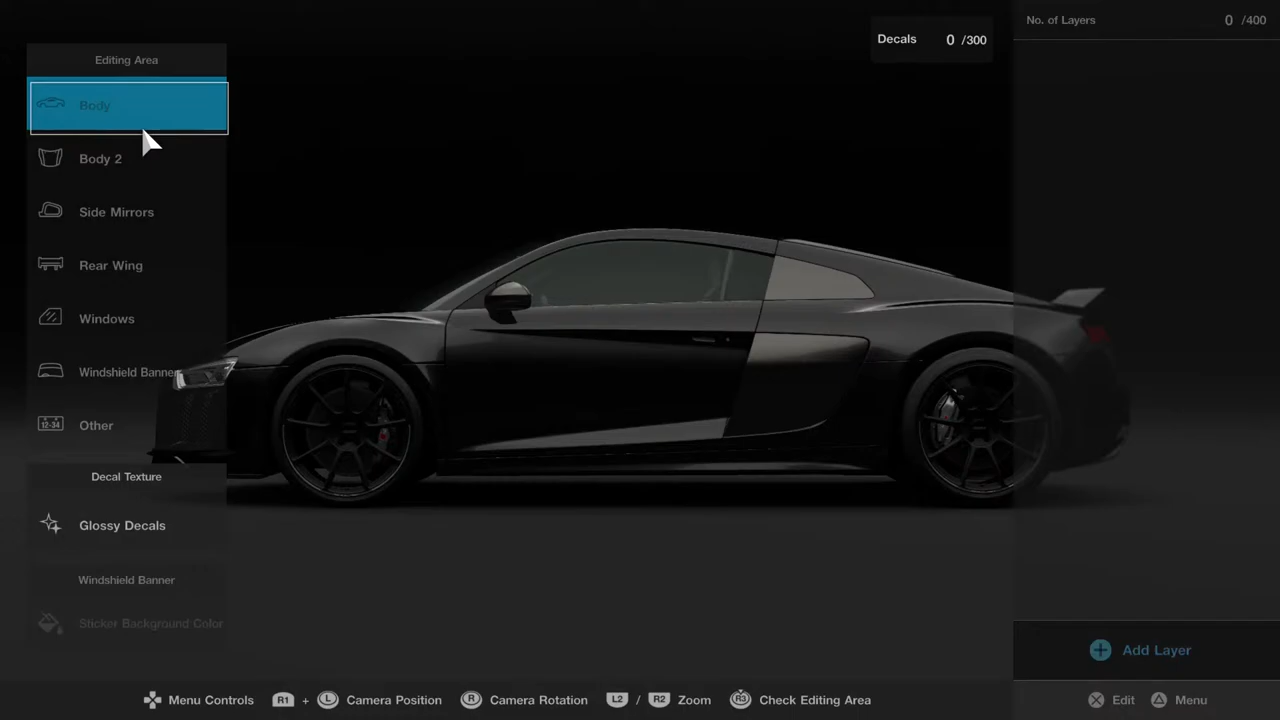 Editing Area
Body
Body 2
Side Mirrors
Rear Wing
Windows
Windshield Banner
12-34
Other
Decal Texture
Glossy Decals
Windshield Banner
Sticker Background Color
Decals 0 /300
No. of Layers 0 /400
Add Layer
Menu Controls R1 + L Camera Position R Camera Rotation L2 / R2 Zoom R3 Check Editing Area Edit Menu